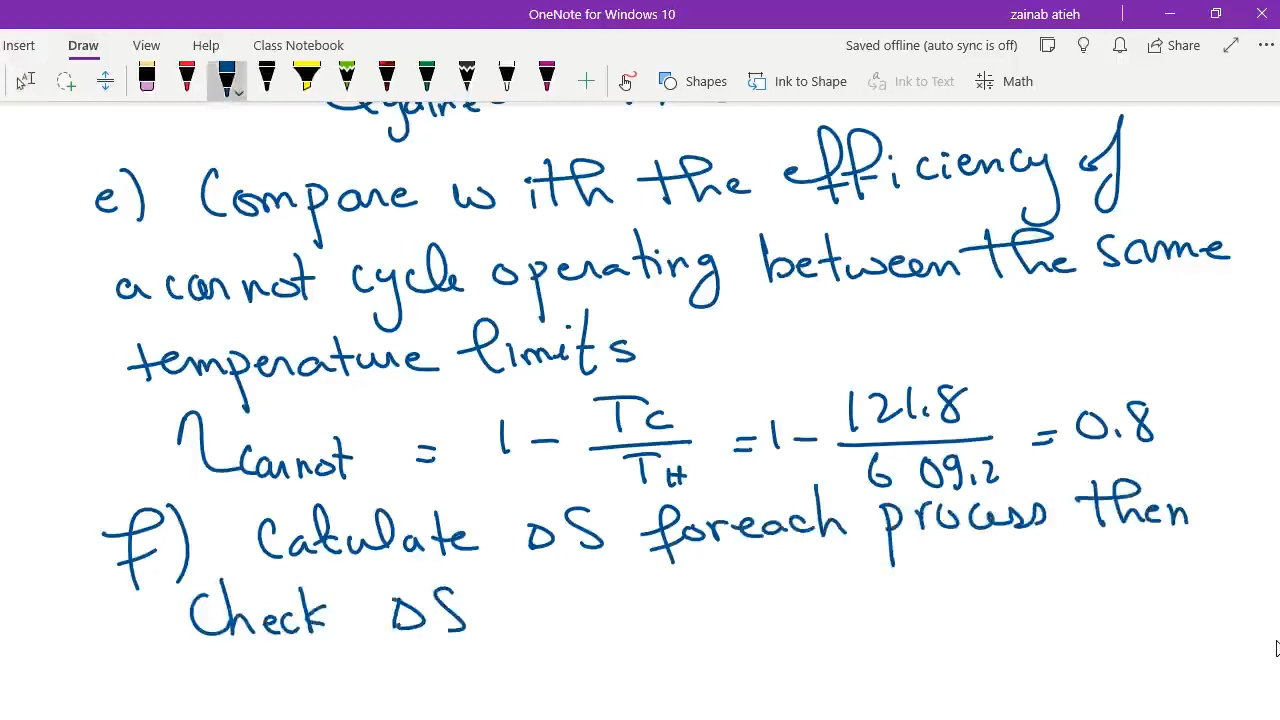 OneNote for Windows 10
zainab atieh
Insert Draw View Help Class Notebook
Saved offline (auto sync is off) Share
Shapes Ink to Shape Ink to Text Math
e) Compare with the efficiency of
a carnot cycle operating between the same
temperature limits
η carnot = 1 - Tc / TH = 1 - 121.8 / 609.2 = 0.8
f) Calculate ΔS for each process then
Check ΔS